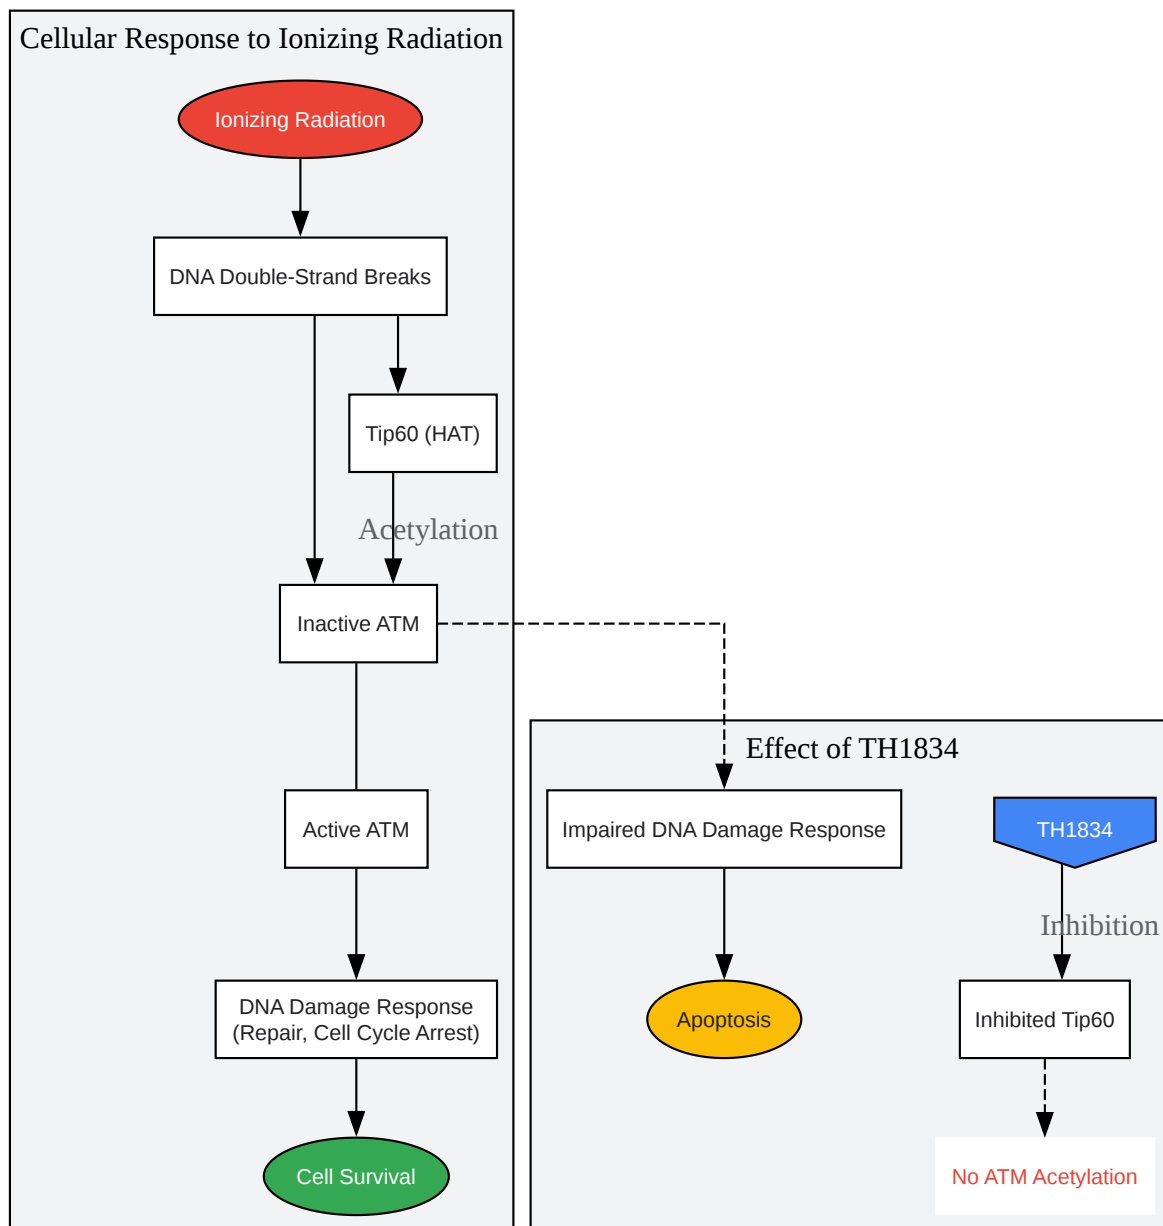 Cellular Response to Ionizing Radiation
Ionizing Radiation
DNA Double-Strand Breaks
Tip60 (HAT)
Acetylation
Inactive ATM
Active ATM
DNA Damage Response
(Repair, Cell Cycle Arrest)
Cell Survival
Effect of TH1834
Impaired DNA Damage Response
TH1834
Inhibition
Apoptosis
Inhibited Tip60
No ATM Acetylation